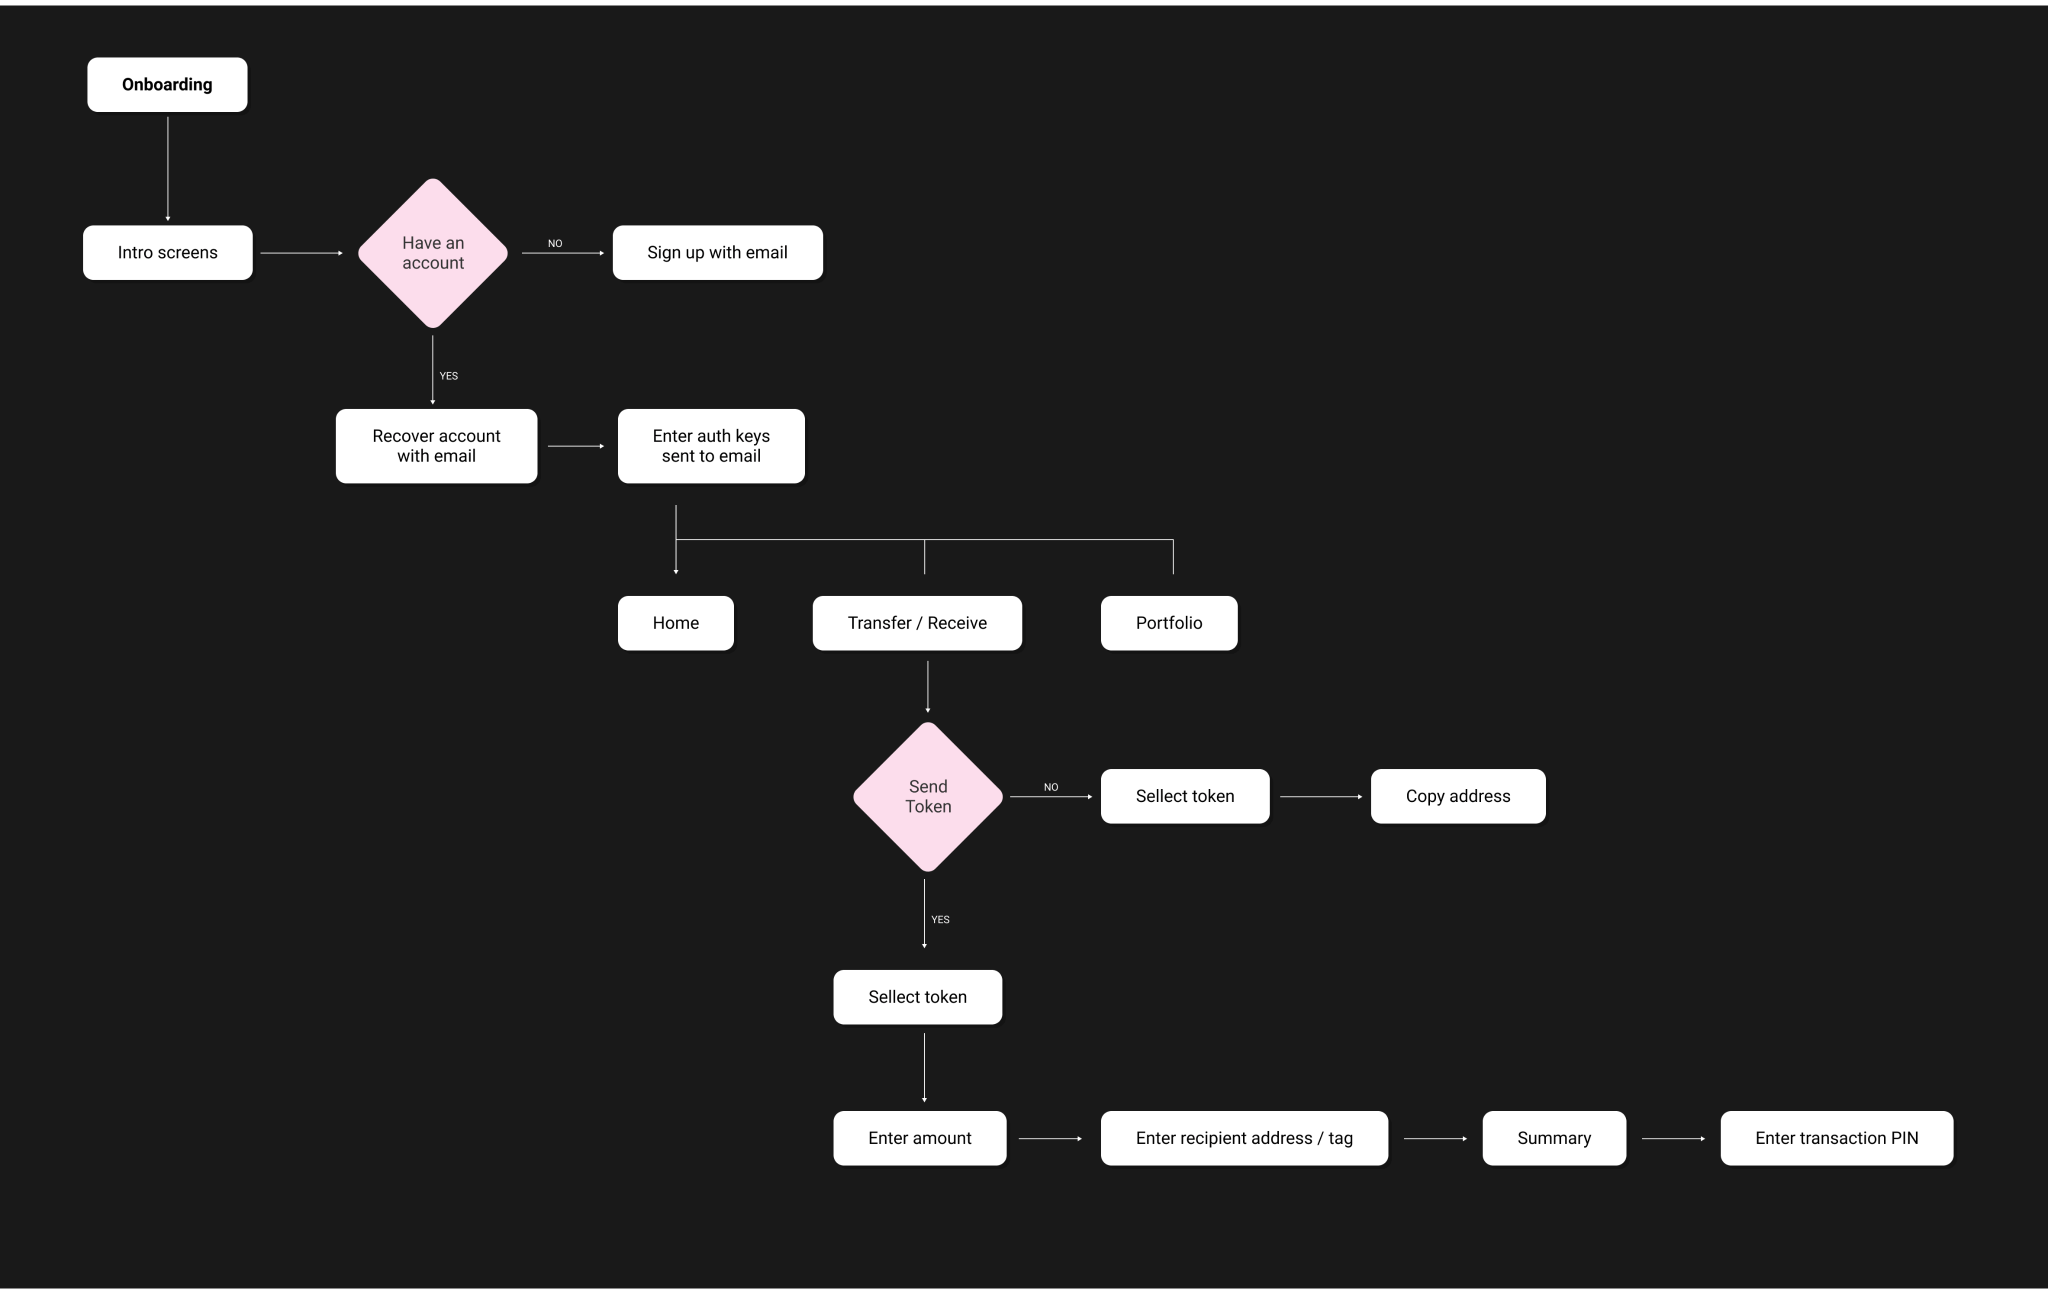 Onboarding
Intro screens
Have an
account
NO
Sign up with email
YES
Recover account
with email
Enter auth keys
sent to email
Home
Transfer / Receive
Portfolio
Send
Token
NO
Sellect token
Copy address
YES
Sellect token
Enter amount
Enter recipient address / tag
Summary
Enter transaction PIN